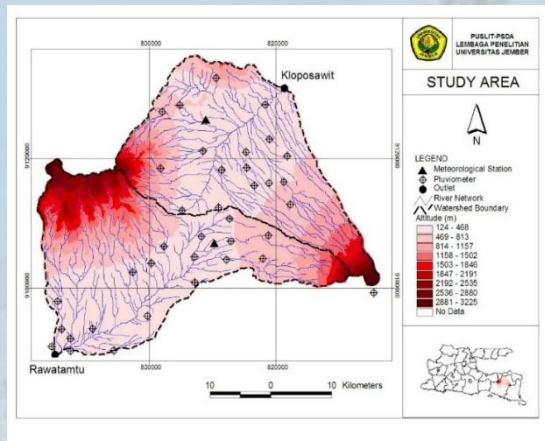 800000
820000
Kloposawit
9120000
9120000
9100000
9100000
Rawatamtu
800000
820000
10
0
10 Kilometers
PUSLIT-PSDA
LEMBAGA PENELITIAN
UNIVERSITAS JEMBER
STUDY AREA
N
LEGEND
Meteorological Station
Pluviometer
Outlet
River Network
Watershed Boundary
Altitude (m)
124 - 468
469 - 813
814 - 1157
1158 - 1502
1503 - 1846
1847 - 2191
2192 - 2535
2536 - 2880
2881 - 3225
No Data